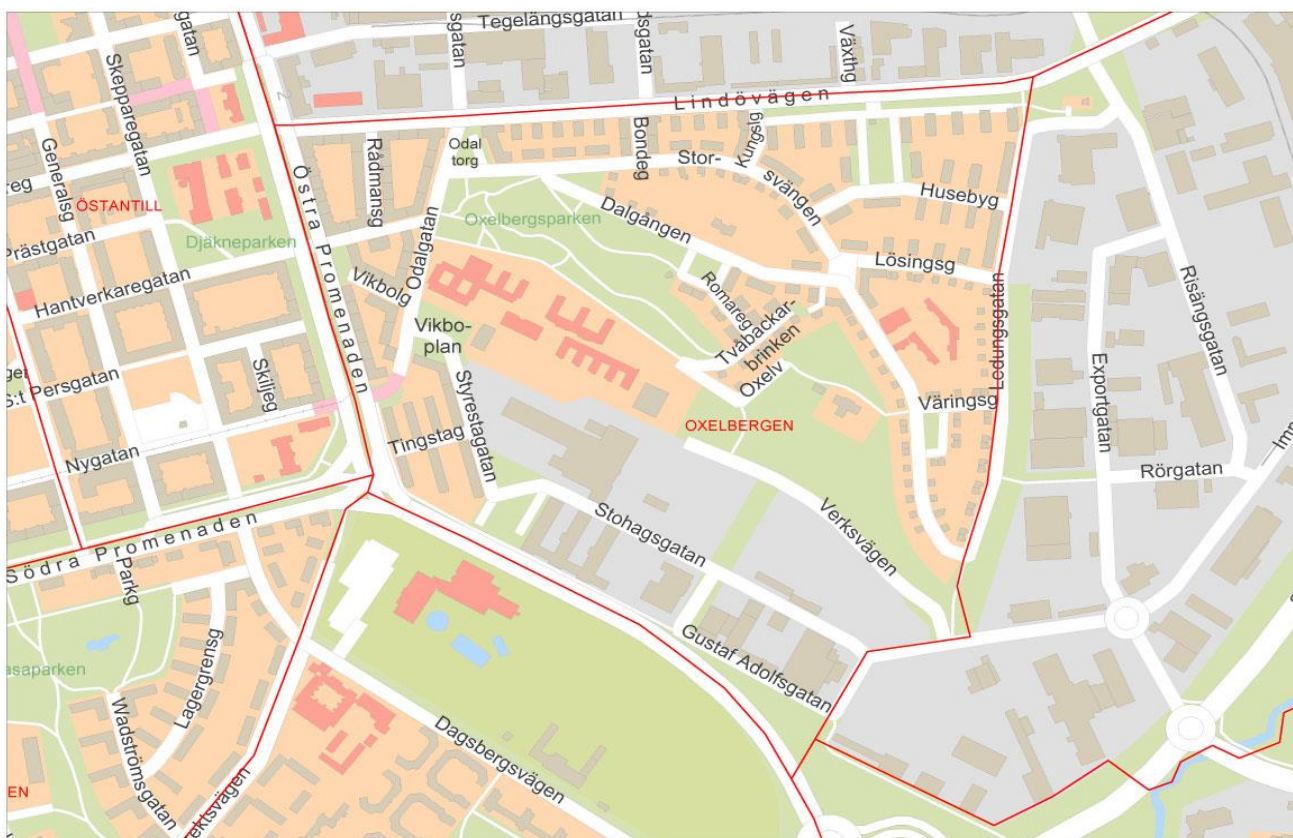 Tegelängsgatan
Skepparegatan
Generalsg
ÖSTANTILL
Prästgatan
Djäkneparken
Hantverkaregatan
S:t Persgatan
Skilleg
Nygatan
Södra Promenaden
Östra Promenaden
Rådmansg
Odal
torg
Odalgatan
Vikbolg
Vikbo-
plan
Styrestagatan
Tingstag
Växthg
Lindövägen
Bondeg
Kungsbg
Stor-
svängen
Husebyg
Oxelbergsparken
Dalgången
Lösingsg
Romareg
Tvåbackar-
brinken
Oxelv
OXELBERGEN
Väringsg
Ledungsgatan
Risängsgatan
Exportgatan
Rörgatan
Verksvägen
Stohagsgatan
Gustaf Adolfsgatan
Parkg
Lagergrensg
Wadströmsgatan
Dagsbergsvägen